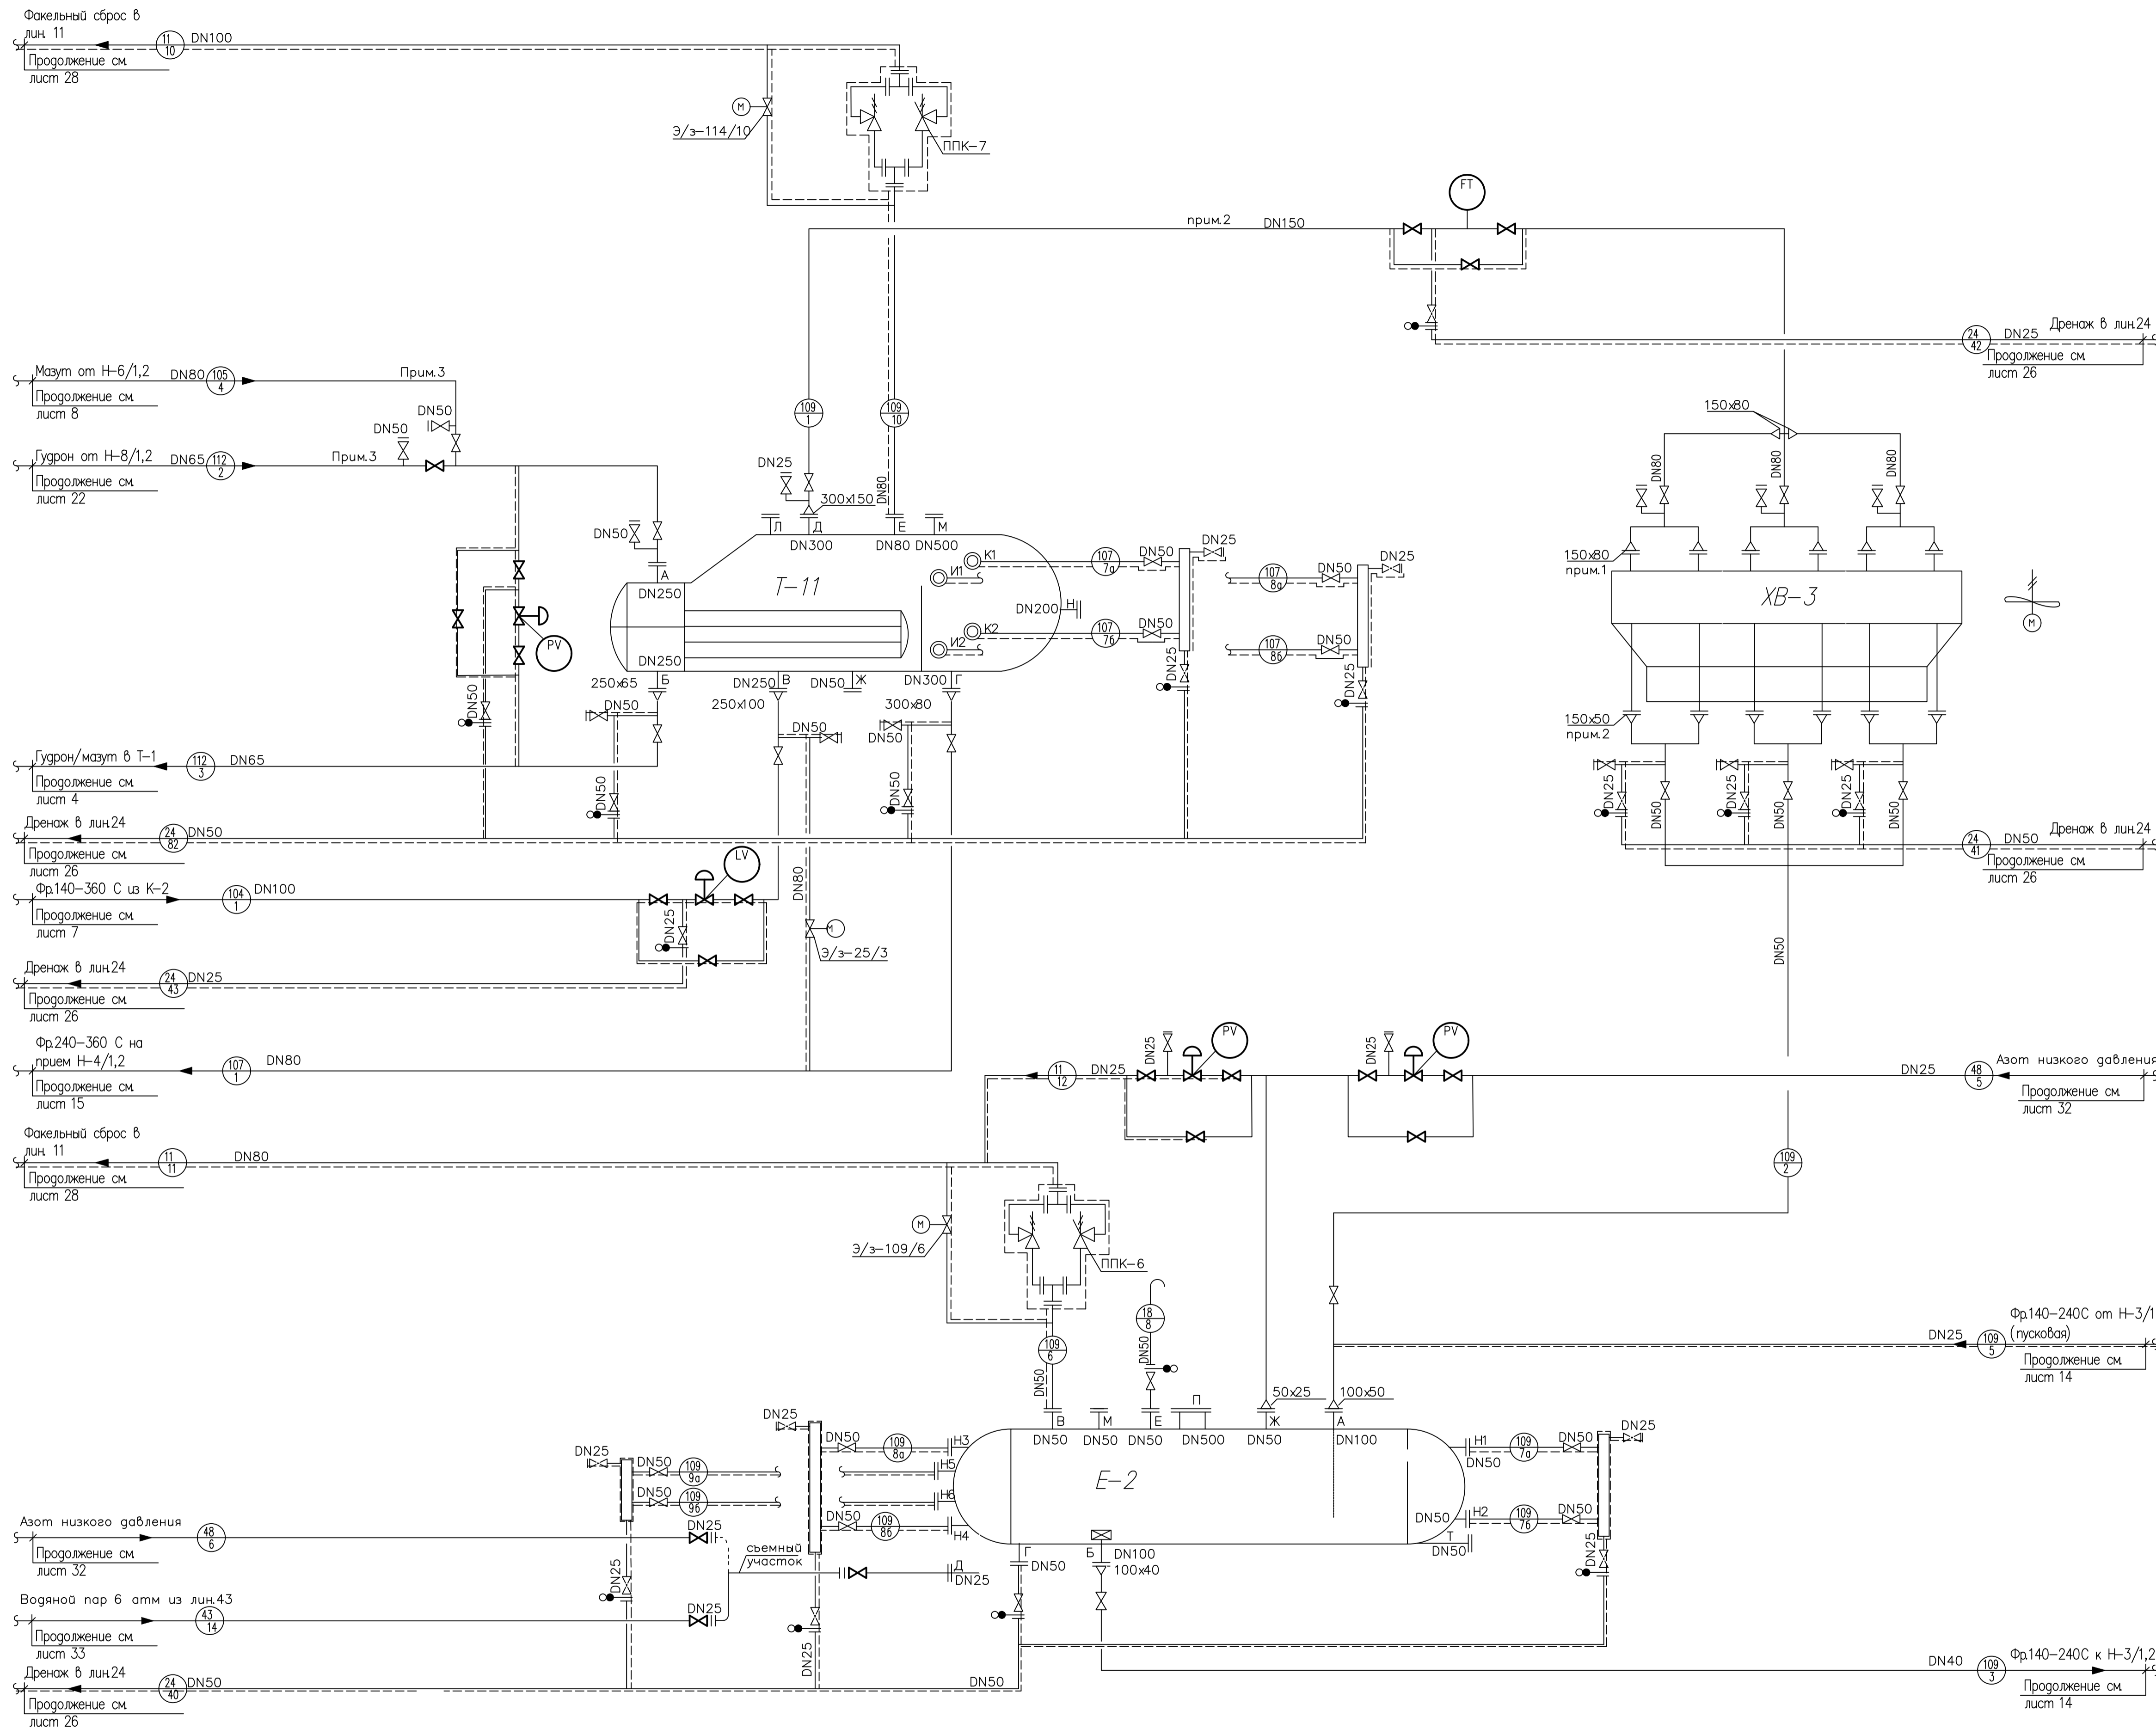 Факельный сброс в
лин. 11
11
10
DN100
Продолжение см.
лист 28
М
Э/з-114/10
ППК-7
FT
прим.2
DN150
24
42
DN25
Дренаж в лин.24
Продолжение см.
лист 26
Мазут от Н-6/1,2
DN80
105
4
Прим.3
Продолжение см.
лист 8
DN50
DN50
Гудрон от Н-8/1,2
DN65
112
2
Прим.3
Продолжение см.
лист 22
109
1
109
10
DN25
300х150
DN80
DN50
Л
Д
Е
М
DN300
DN80
DN500
А
DN250
Т-11
К1
И1
К2
И2
DN200
Н
DN250
107
7а
DN50
DN25
107
7б
DN50
DN25
107
8а
DN50
DN25
107
8б
DN50
DN25
PV
DN50
250х65
Б
DN250
В
DN50
Ж
DN300
Г
250х100
300х80
DN50
DN50
DN50
DN50
DN50
150х80
DN80
DN80
DN80
150х80
прим.1
ХВ-3
М
150х50
прим.2
DN25
DN50
DN25
DN50
DN25
DN50
24
41
DN50
Дренаж в лин.24
Продолжение см.
лист 26
DN50
Гудрон/мазут в Т-1
112
3
DN65
Продолжение см.
лист 4
Дренаж в лин.24
24
82
DN50
Продолжение см.
лист 26
Фр.140-360 С из К-2
104
1
DN100
Продолжение см.
лист 7
LV
DN25
DN80
М
Э/з-25/3
Дренаж в лин.24
24
43
DN25
Продолжение см.
лист 26
Фр.240-360 С на
прием Н-4/1,2
107
1
DN80
Продолжение см.
лист 15
11
12
DN25
DN25
PV
DN25
PV
DN25
48
5
Азот низкого давления
Продолжение см.
лист 32
Факельный сброс в
лин. 11
11
11
DN80
Продолжение см.
лист 28
М
Э/з-109/6
ППК-6
109
2
18
8
DN50
109
6
DN50
DN25
109
5
Фр.140-240С от Н-3/1
(пусковая)
Продолжение см.
лист 14
50х25
100х50
В
М
Е
П
Ж
А
DN50
DN50
DN50
DN500
DN50
DN100
Е-2
DN25
DN50
109
8а
Н3
Н5
Н6
Н4
DN50
109
8б
DN25
DN50
109
9а
DN50
109
9б
Н1
DN50
109
7а
DN50
DN25
DN50
Н2
109
7б
DN50
Т
DN50
DN25
Азот низкого давления
48
6
DN25
Продолжение см.
лист 32
съемный
участок
Д
DN25
Г
DN50
Б
DN100
100х40
DN25
Водяной пар 6 атм из лин.43
43
14
DN25
Продолжение см.
лист 33
DN25
Дренаж в лин.24
24
40
DN50
DN50
Продолжение см.
лист 26
DN40
109
3
Фр.140-240С к Н-3/1,2
Продолжение см.
лист 14